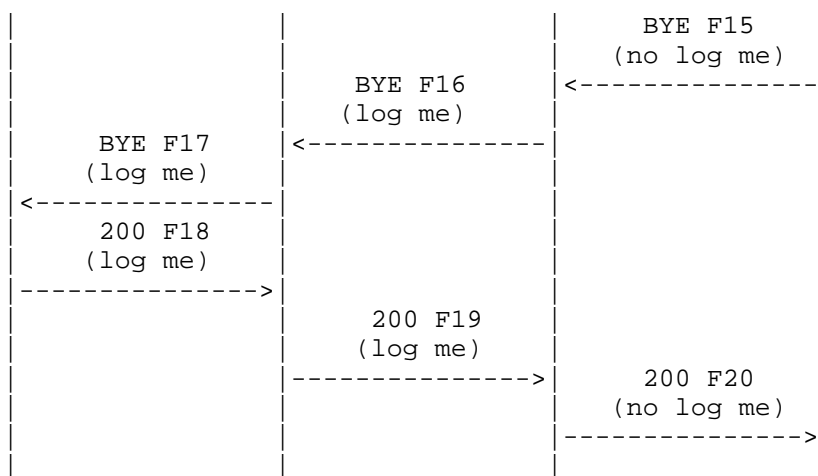 BYE F15
(no log me)
BYE F16
(log me)
BYE F17
(log me)
200 F18
(log me)
200 F19
(log me)
200 F20
(no log me)